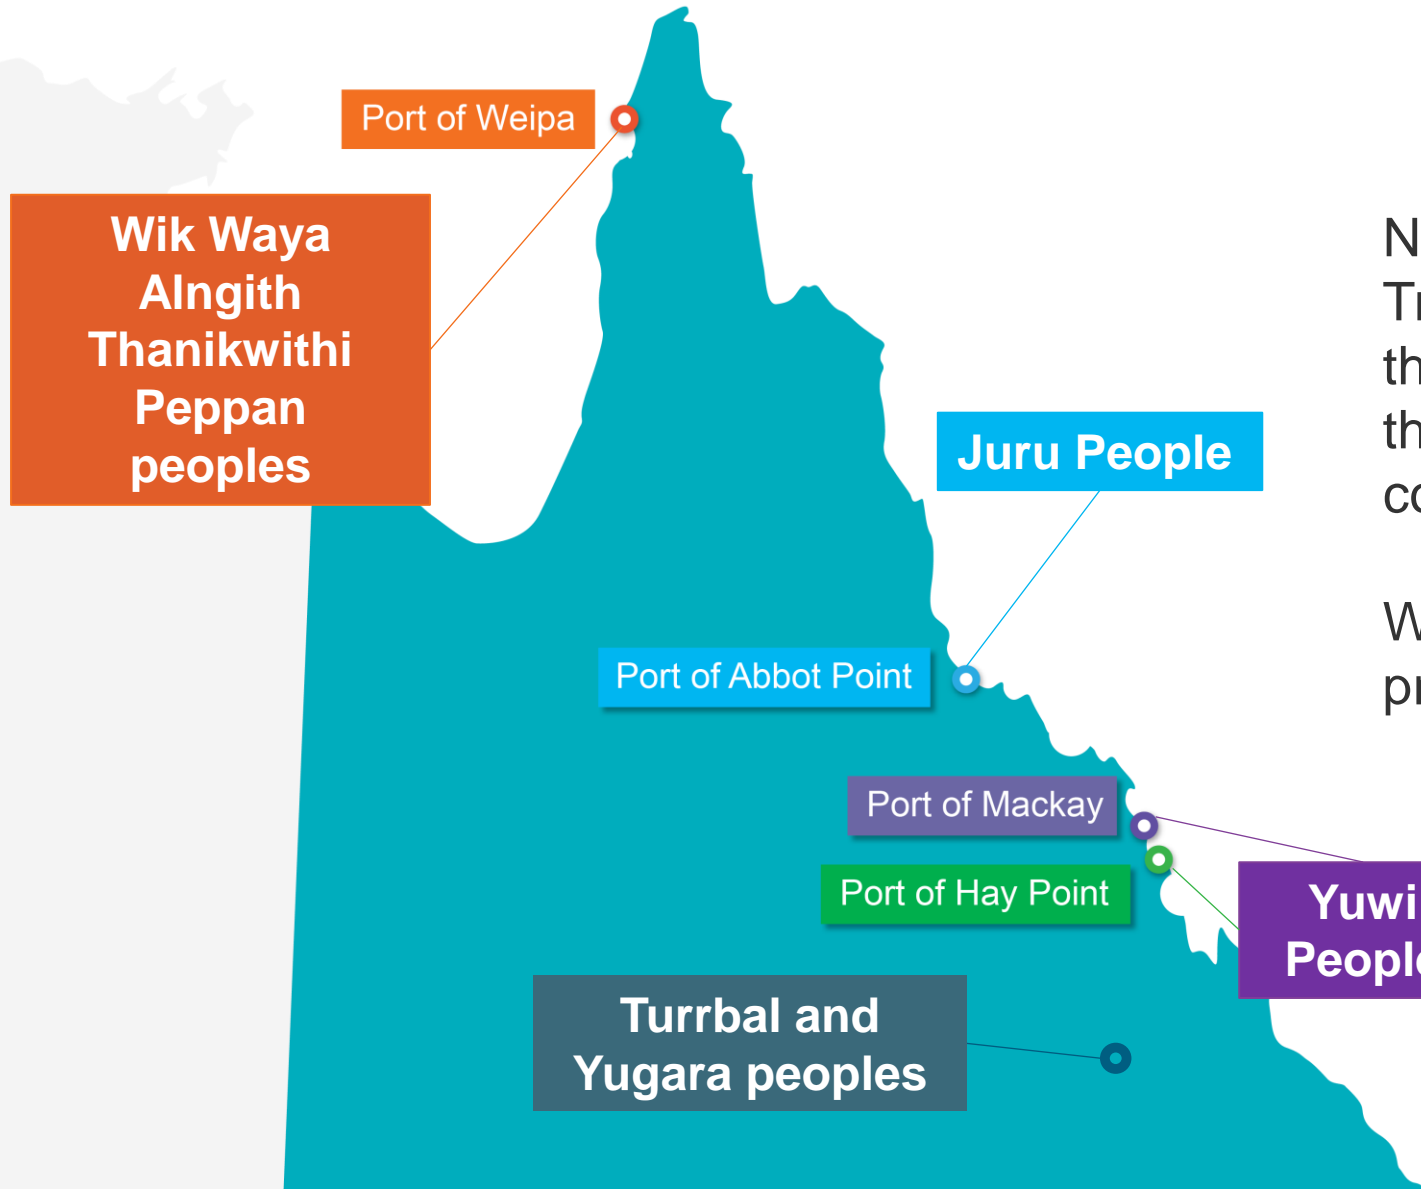 Port of Weipa
Wik Waya
Alngith
Thanikwithi
Peppan
peoples
Juru People
Port of Abbot Point
Port of Mackay
Port of Hay Point
Turrbal and
Yugara peoples